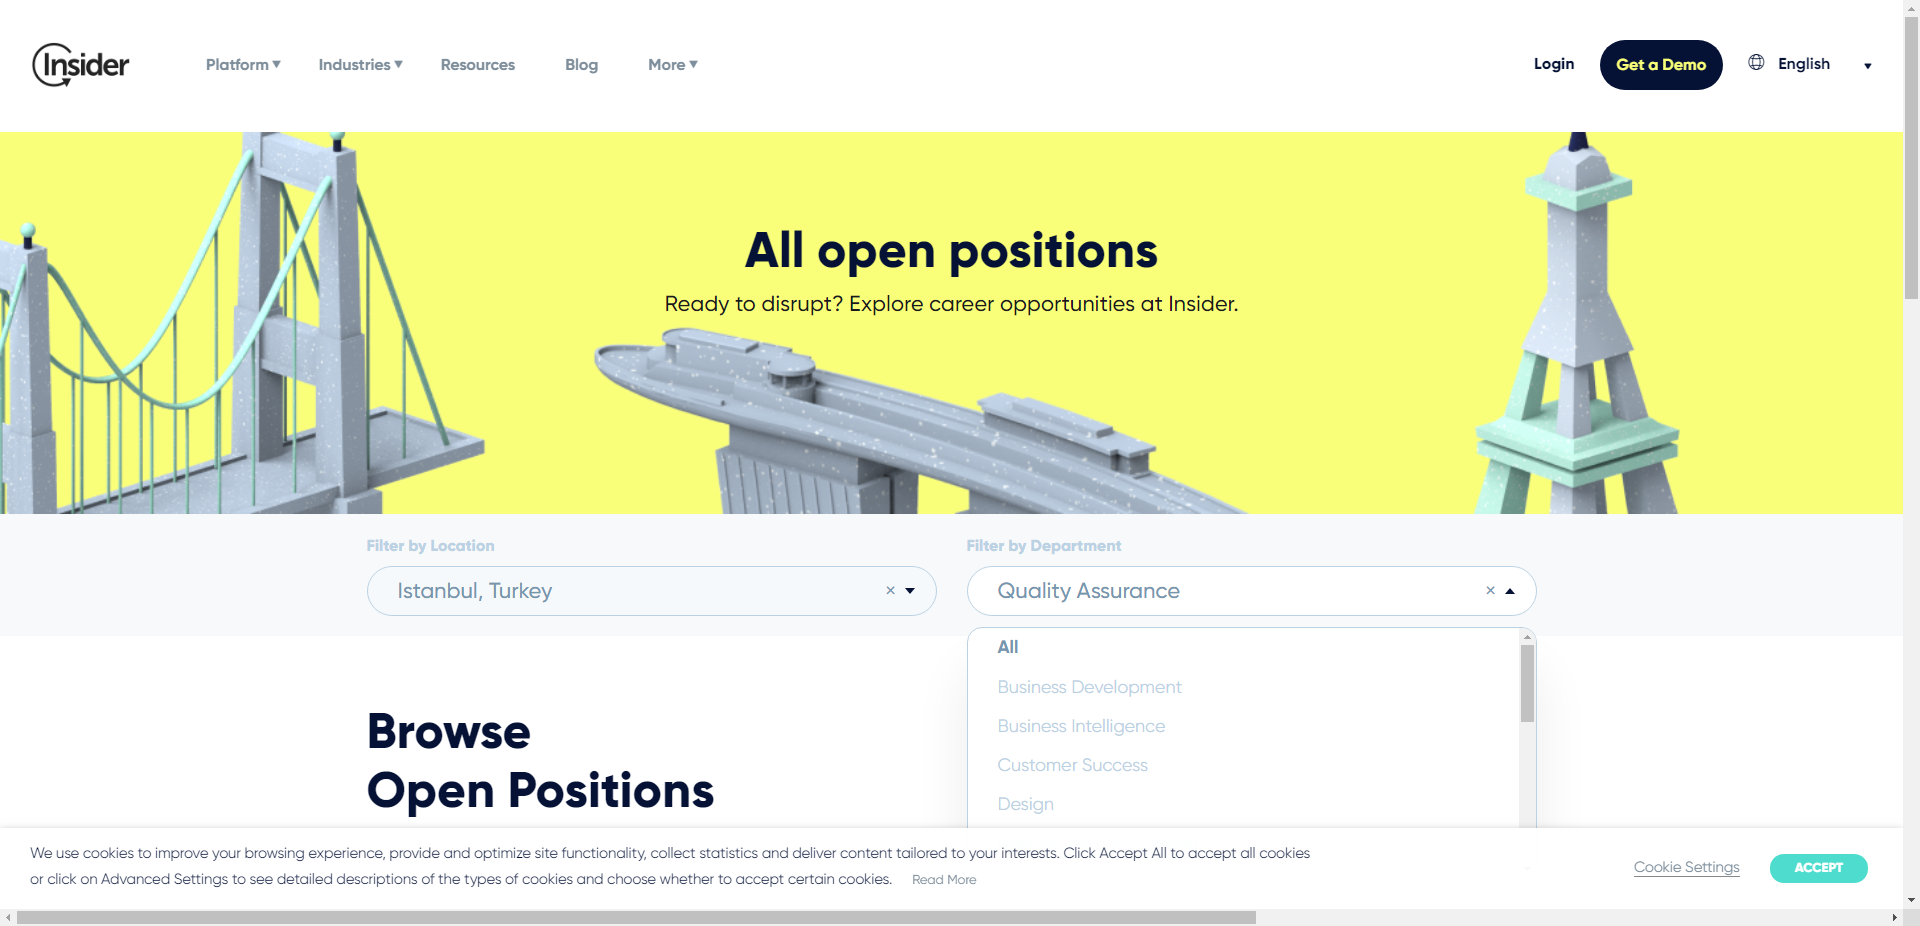 Insider
Platform
Industries
Resources
Blog
More
Login
Get a Demo
English
All open positions
Ready to disrupt? Explore career opportunities at Insider.
Filter by Location
Filter by Department
Istanbul, Turkey
×
Quality Assurance
×
All
Business Development
Business Intelligence
Customer Success
Design
Browse
Open Positions
We use cookies to improve your browsing experience, provide and optimize site functionality, collect statistics and deliver content tailored to your interests. Click Accept All to accept all cookies
or click on Advanced Settings to see detailed descriptions of the types of cookies and choose whether to accept certain cookies. Read More
Cookie Settings
ACCEPT